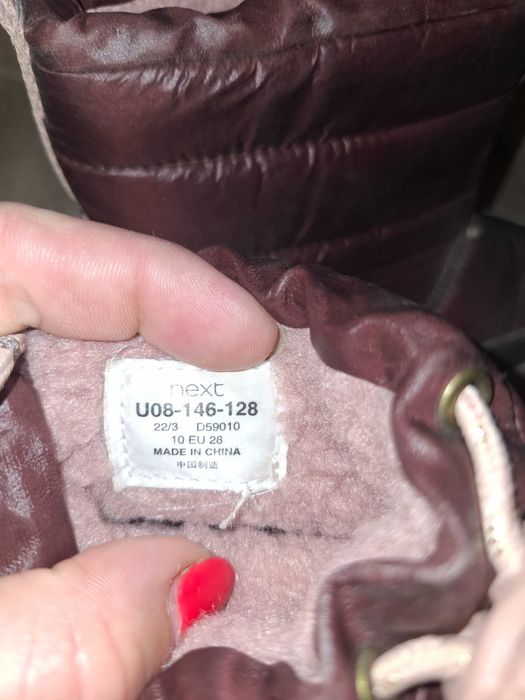 next
U08-146-128
22/3 D59010
10 EU 28
MADE IN CHINA
中国制造